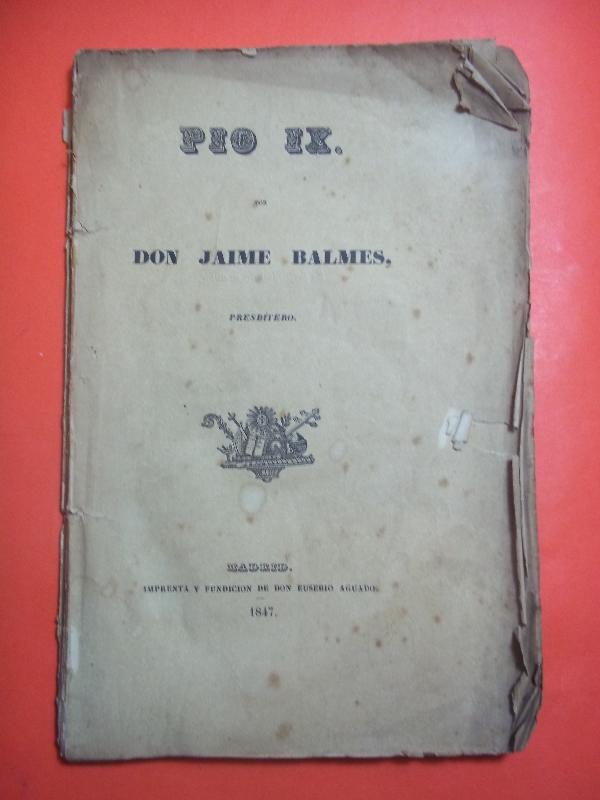 PIO IX.
POR
DON JAIME BALMES,
PRESBÍTERO.
MADRID.
IMPRENTA Y FUNDICION DE DON EUSEBIO AGUADO.
1847.